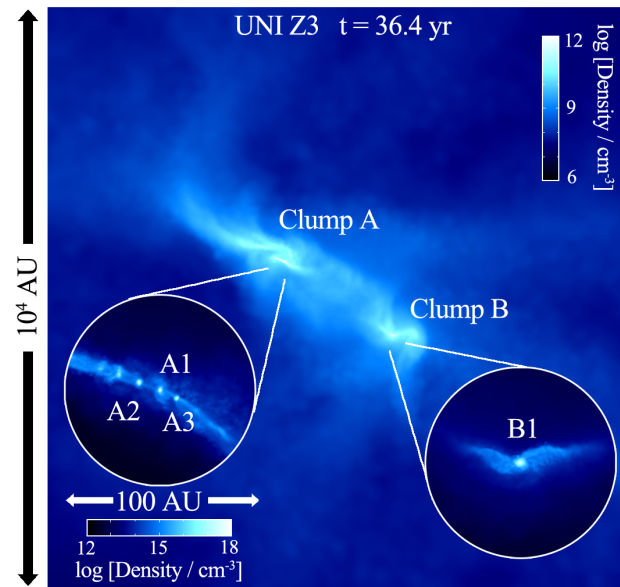 UNI Z3 t = 36.4 yr
12
9
6
log [Density / cm⁻³]
10⁴ AU
Clump A
Clump B
A1
A2
A3
B1
100 AU
12 15 18
log [Density / cm⁻³]